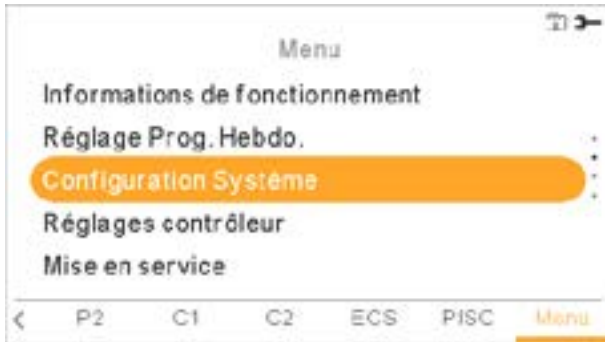 Menu
Informations de fonctionnement
Réglage Prog. Hebdo.
Configuration Système
Réglages contrôleur
Mise en service
< P2 C1 C2 ECS PISC Menu